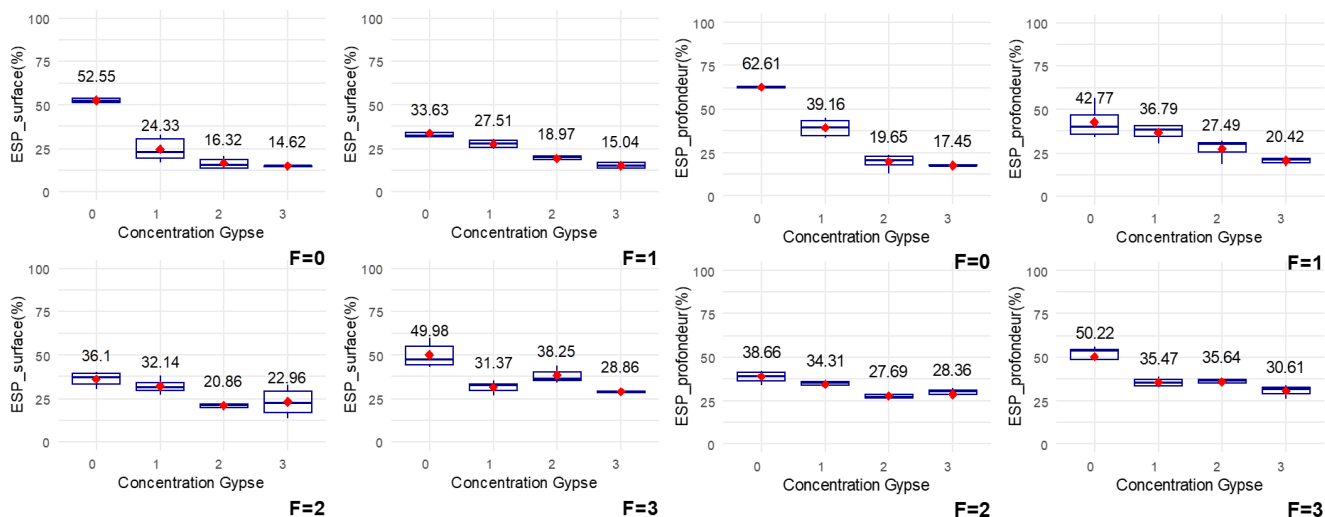 100
75
50
25
0
ESP_surface(%)
52.55
24.33
16.32
14.62
0 1 2 3
Concentration Gypse
F=0
100
75
50
25
0
ESP_surface(%)
33.63
27.51
18.97
15.04
0 1 2 3
Concentration Gypse
F=1
100
75
50
25
0
ESP_profondeur(%)
62.61
39.16
19.65
17.45
0 1 2 3
Concentration Gypse
F=0
100
75
50
25
0
ESP_profondeur(%)
42.77
36.79
27.49
20.42
0 1 2 3
Concentration Gypse
F=1
100
75
50
25
0
ESP_surface(%)
36.1
32.14
20.86
22.96
0 1 2 3
Concentration Gypse
F=2
100
75
50
25
0
ESP_surface(%)
49.98
31.37
38.25
28.86
0 1 2 3
Concentration Gypse
F=3
100
75
50
25
0
ESP_profondeur(%)
38.66
34.31
27.69
28.36
0 1 2 3
Concentration Gypse
F=2
100
75
50
25
0
ESP_profondeur(%)
50.22
35.47
35.64
30.61
0 1 2 3
Concentration Gypse
F=3